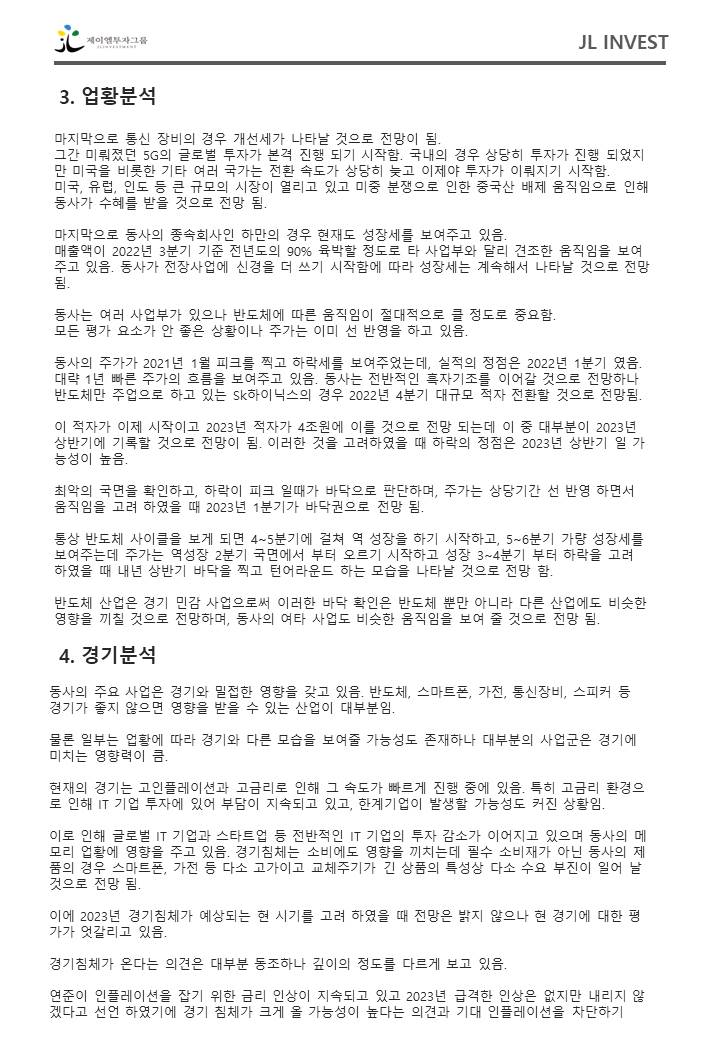 제이엘투자그룹
JLINVESTMENT
JL INVEST
3. 업황분석
마지막으로 통신 장비의 경우 개선세가 나타날 것으로 전망이 됨.
그간 미뤄졌던 5G의 글로벌 투자가 본격 진행 되기 시작함. 국내의 경우 상당히 투자가 진행 되었지
만 미국을 비롯한 기타 여러 국가는 전환 속도가 상당히 늦고 이제야 투자가 이뤄지기 시작함.
미국, 유럽, 인도 등 큰 규모의 시장이 열리고 있고 미중 분쟁으로 인한 중국산 배제 움직임으로 인해
동사가 수혜를 받을 것으로 전망 됨.
마지막으로 동사의 종속회사인 하만의 경우 현재도 성장세를 보여주고 있음.
매출액이 2022년 3분기 기준 전년도의 90% 육박할 정도로 타 사업부와 달리 견조한 움직임을 보여
주고 있음. 동사가 전장사업에 신경을 더 쓰기 시작함에 따라 성장세는 계속해서 나타날 것으로 전망
됨.
동사는 여러 사업부가 있으나 반도체에 따른 움직임이 절대적으로 클 정도로 중요함.
모든 평가 요소가 안 좋은 상황이나 주가는 이미 선 반영을 하고 있음.
동사의 주가가 2021년 1월 피크를 찍고 하락세를 보여주었는데, 실적의 정점은 2022년 1분기 였음.
대략 1년 빠른 주가의 흐름을 보여주고 있음. 동사는 전반적인 흑자기조를 이어갈 것으로 전망하나
반도체만 주업으로 하고 있는 Sk하이닉스의 경우 2022년 4분기 대규모 적자 전환할 것으로 전망됨.
이 적자가 이제 시작이고 2023년 적자가 4조원에 이를 것으로 전망 되는데 이 중 대부분이 2023년
상반기에 기록할 것으로 전망이 됨. 이러한 것을 고려하였을 때 하락의 정점은 2023년 상반기 일 가
능성이 높음.
최악의 국면을 확인하고, 하락이 피크 일때가 바닥으로 판단하며, 주가는 상당기간 선 반영 하면서
움직임을 고려 하였을 때 2023년 1분기가 바닥권으로 전망 됨.
통상 반도체 사이클을 보게 되면 4~5분기에 걸쳐 역 성장을 하기 시작하고, 5~6분기 가량 성장세를
보여주는데 주가는 역성장 2분기 국면에서 부터 오르기 시작하고 성장 3~4분기 부터 하락을 고려
하였을 때 내년 상반기 바닥을 찍고 턴어라운드 하는 모습을 나타날 것으로 전망 함.
반도체 산업은 경기 민감 사업으로써 이러한 바닥 확인은 반도체 뿐만 아니라 다른 산업에도 비슷한
영향을 끼칠 것으로 전망하며, 동사의 여타 사업도 비슷한 움직임을 보여 줄 것으로 전망 됨.
4. 경기분석
동사의 주요 사업은 경기와 밀접한 영향을 갖고 있음. 반도체, 스마트폰, 가전, 통신장비, 스피커 등
경기가 좋지 않으면 영향을 받을 수 있는 산업이 대부분임.
물론 일부는 업황에 따라 경기와 다른 모습을 보여줄 가능성도 존재하나 대부분의 사업군은 경기에
미치는 영향력이 큼.
현재의 경기는 고인플레이션과 고금리로 인해 그 속도가 빠르게 진행 중에 있음. 특히 고금리 환경으
로 인해 IT 기업 투자에 있어 부담이 지속되고 있고, 한계기업이 발생할 가능성도 커진 상황임.
이로 인해 글로벌 IT 기업과 스타트업 등 전반적인 IT 기업의 투자 감소가 이어지고 있으며 동사의 메
모리 업황에 영향을 주고 있음. 경기침체는 소비에도 영향을 끼치는데 필수 소비재가 아닌 동사의 제
품의 경우 스마트폰, 가전 등 다소 고가이고 교체주기가 긴 상품의 특성상 다소 수요 부진이 일어 날
것으로 전망 됨.
이에 2023년 경기침체가 예상되는 현 시기를 고려 하였을 때 전망은 밝지 않으나 현 경기에 대한 평
가가 엇갈리고 있음.
경기침체가 온다는 의견은 대부분 동조하나 깊이의 정도를 다르게 보고 있음.
연준이 인플레이션을 잡기 위한 금리 인상이 지속되고 있고 2023년 급격한 인상은 없지만 내리지 않
겠다고 선언 하였기에 경기 침체가 크게 올 가능성이 높다는 의견과 기대 인플레이션을 차단하기